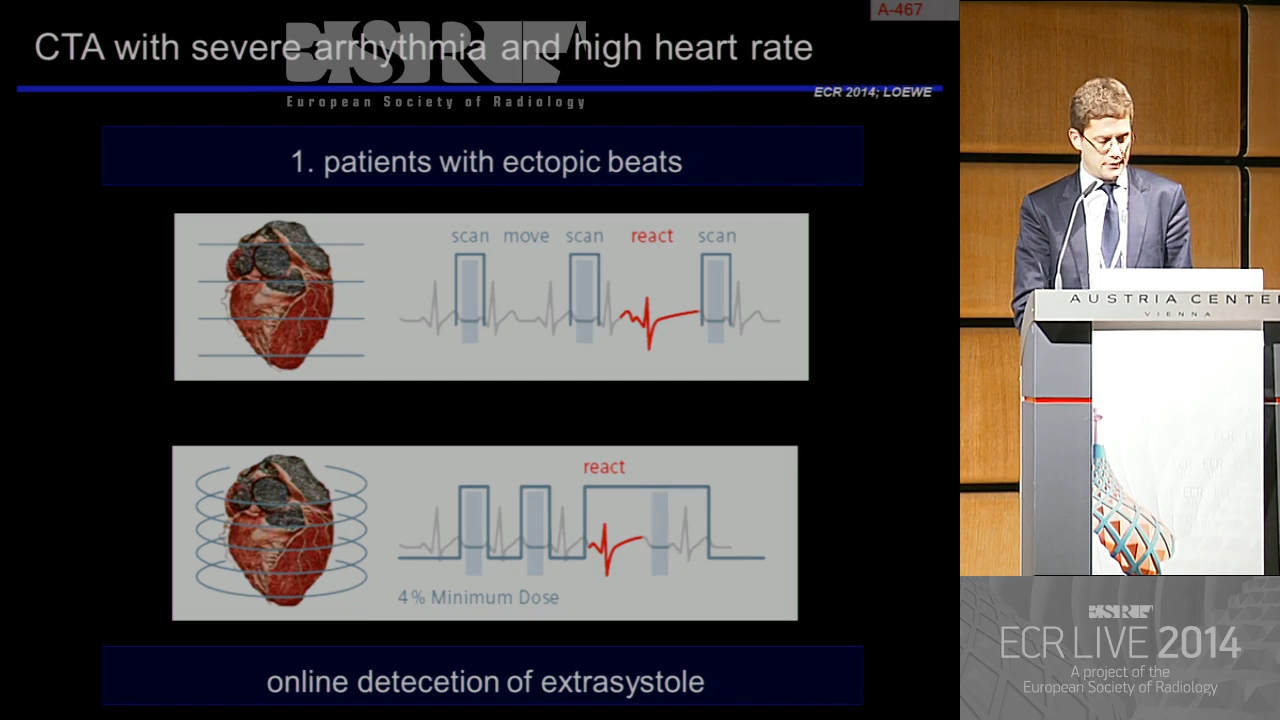 A-467
CTA with severe arrhythmia and high heart rate
European Society of Radiology
ECR 2014; LOEWE
1. patients with ectopic beats
scan move scan react scan
react
4% Minimum Dose
online detecetion of extrasystole
AUSTRIA CENTE
VIENNA
ESR
ECR LIVE 2014
A project of the
European Society of Radiology